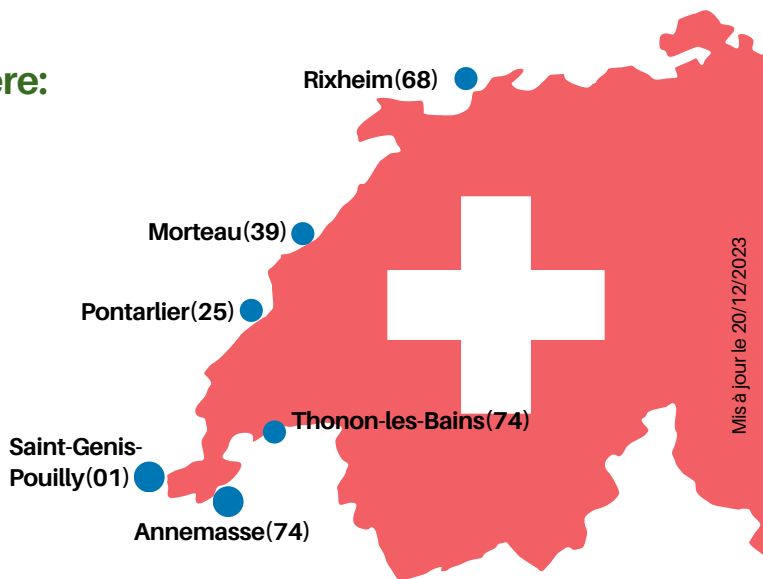 ère:
Rixheim(68)
Morteau(39)
Pontarlier(25)
Thonon-les-Bains(74)
Saint-Genis-
Pouilly(01)
Annemasse(74)
Mis à jour le 20/12/2023